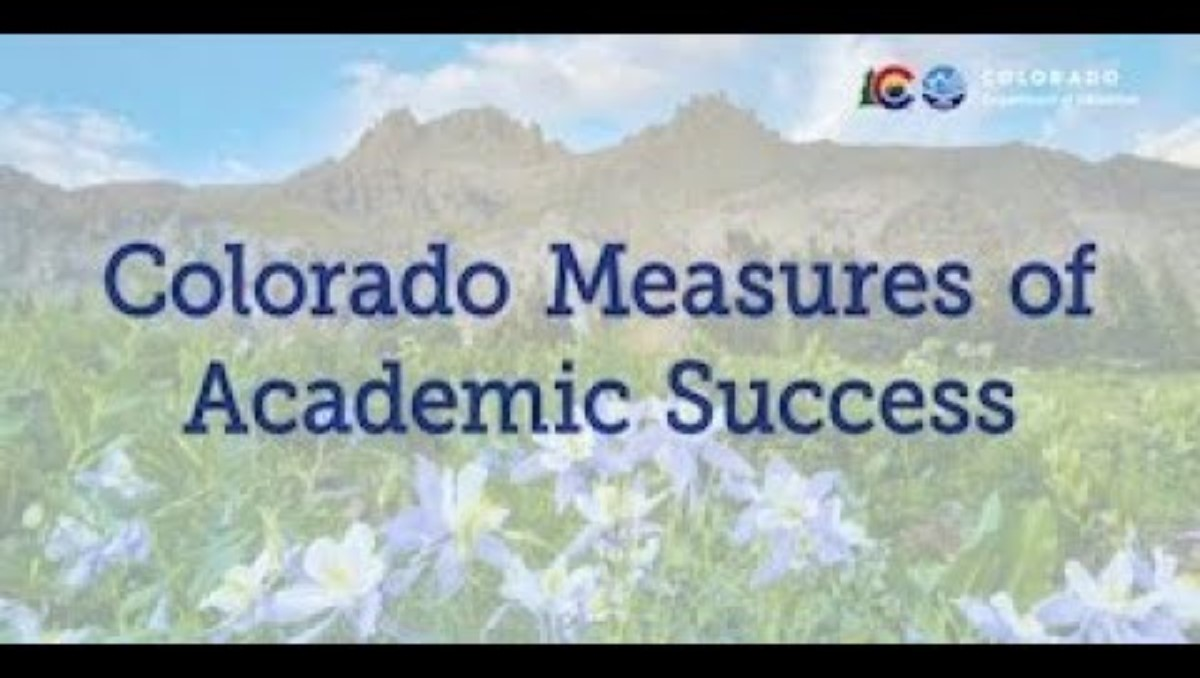 COLORADO
Department of Education
Colorado Measures of
Academic Success